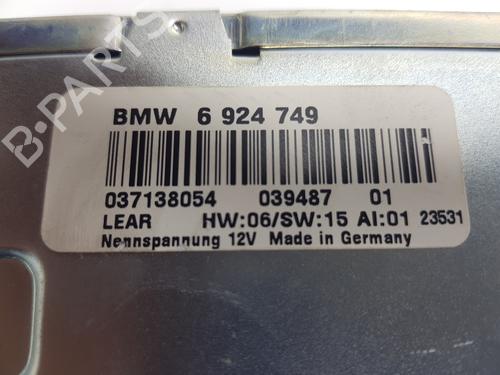 B-PARTS
BMW 6 924 749
037138054 039487 01
LEAR HW:06/SW:15 AI:01 23531
Nennspannung 12V Made in Germany